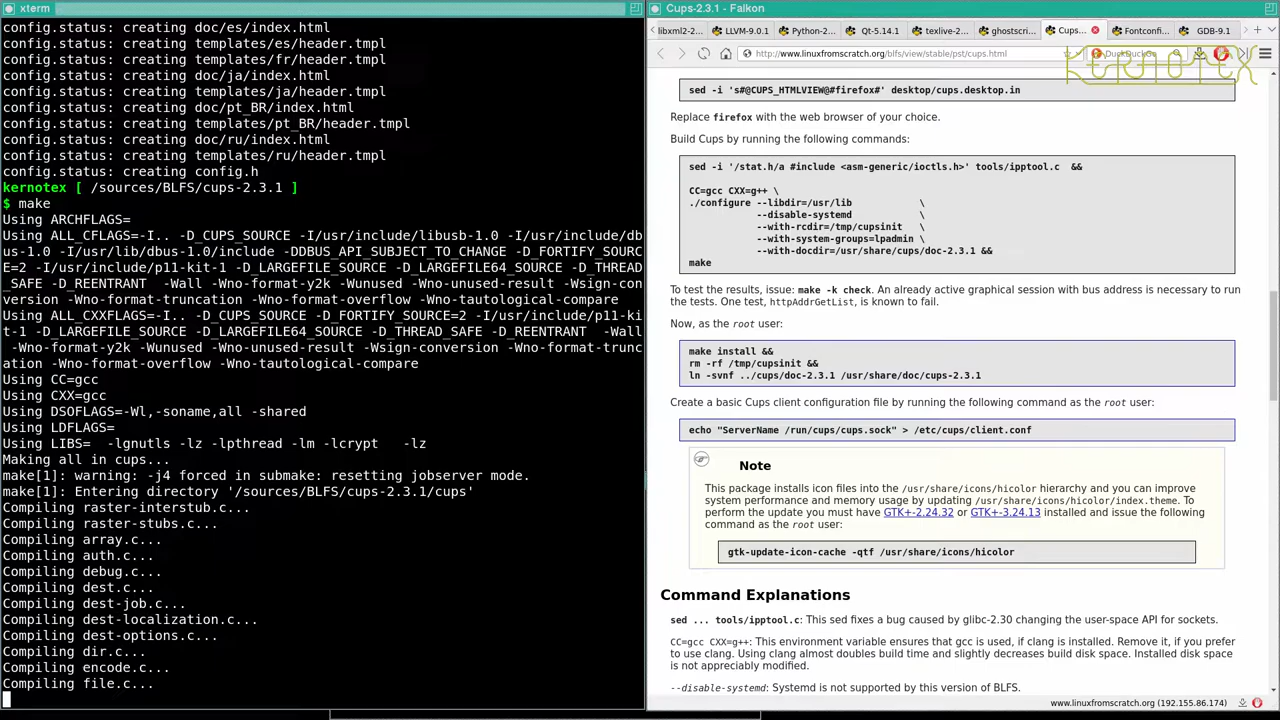 xterm
config.status: creating doc/es/index.html
config.status: creating templates/es/header.tmpl
config.status: creating templates/fr/header.tmpl
config.status: creating doc/ja/index.html
config.status: creating templates/ja/header.tmpl
config.status: creating doc/pt_BR/index.html
config.status: creating templates/pt_BR/header.tmpl
config.status: creating doc/ru/index.html
config.status: creating templates/ru/header.tmpl
config.status: creating config.h
kernotex [ /sources/BLFS/cups-2.3.1 ]
$ make
Using ARCHFLAGS=
Using ALL_CFLAGS=-I.. -D_CUPS_SOURCE -I/usr/include/libusb-1.0 -I/usr/include/db
us-1.0 -I/usr/lib/dbus-1.0/include -DDBUS_API_SUBJECT_TO_CHANGE -D_FORTIFY_SOURC
E=2 -I/usr/include/p11-kit-1 -D_LARGEFILE_SOURCE -D_LARGEFILE64_SOURCE -D_THREAD
_SAFE -D_REENTRANT  -Wall -Wno-format-y2k -Wunused -Wno-unused-result -Wsign-con
version -Wno-format-truncation -Wno-format-overflow -Wno-tautological-compare
Using ALL_CXXFLAGS=-I.. -D_CUPS_SOURCE -D_FORTIFY_SOURCE=2 -I/usr/include/p11-ki
t-1 -D_LARGEFILE_SOURCE -D_LARGEFILE64_SOURCE -D_THREAD_SAFE -D_REENTRANT  -Wall
 -Wno-format-y2k -Wunused -Wno-unused-result -Wsign-conversion -Wno-format-trunc
ation -Wno-format-overflow -Wno-tautological-compare
Using CC=gcc
Using CXX=gcc
Using DSOFLAGS=-Wl,-soname,all -shared
Using LDFLAGS=
Using LIBS=  -lgnutls -lz -lpthread -lm -lcrypt   -lz
Making all in cups...
make[1]: warning: -j4 forced in submake: resetting jobserver mode.
make[1]: Entering directory '/sources/BLFS/cups-2.3.1/cups'
Compiling raster-interstub.c...
Compiling raster-stubs.c...
Compiling array.c...
Compiling auth.c...
Compiling debug.c...
Compiling dest.c...
Compiling dest-job.c...
Compiling dest-localization.c...
Compiling dest-options.c...
Compiling dir.c...
Compiling encode.c...
Compiling file.c...
Cups-2.3.1 - Falkon
libxml2-2... LLVM-9.0.1 Python-2... Qt-5.14.1 texlive-2... ghostscri... Cups-... Fontconfi... GDB-9.1
http://www.linuxfromscratch.org/blfs/view/stable/pst/cups.html DuckDuckGo
KERNOTEX
sed -i 's#@CUPS_HTMLVIEW@#firefox#' desktop/cups.desktop.in
Replace firefox with the web browser of your choice.
Build Cups by running the following commands:
sed -i '/stat.h/a #include <asm-generic/ioctls.h>' tools/ipptool.c  &&
CC=gcc CXX=g++ \
./configure --libdir=/usr/lib \
--disable-systemd \
--with-rcdir=/tmp/cupsinit \
--with-system-groups=lpadmin \
--with-docdir=/usr/share/cups/doc-2.3.1 &&
make
To test the results, issue: make -k check. An already active graphical session with bus address is necessary to run
the tests. One test, httpAddrGetList, is known to fail.
Now, as the root user:
make install &&
rm -rf /tmp/cupsinit &&
ln -svnf ../cups/doc-2.3.1 /usr/share/doc/cups-2.3.1
Create a basic Cups client configuration file by running the following command as the root user:
echo "ServerName /run/cups/cups.sock" > /etc/cups/client.conf
Note
This package installs icon files into the /usr/share/icons/hicolor hierarchy and you can improve
system performance and memory usage by updating /usr/share/icons/hicolor/index.theme. To
perform the update you must have GTK+-2.24.32 or GTK+-3.24.13 installed and issue the following
command as the root user:
gtk-update-icon-cache -qtf /usr/share/icons/hicolor
Command Explanations
sed ... tools/ipptool.c: This sed fixes a bug caused by glibc-2.30 changing the user-space API for sockets.
CC=gcc CXX=g++: This environment variable ensures that gcc is used, if clang is installed. Remove it, if you prefer
to use clang. Using clang almost doubles build time and slightly decreases build disk space. Installed disk space
is not appreciably modified.
--disable-systemd: Systemd is not supported by this version of BLFS.
www.linuxfromscratch.org (192.155.86.174)